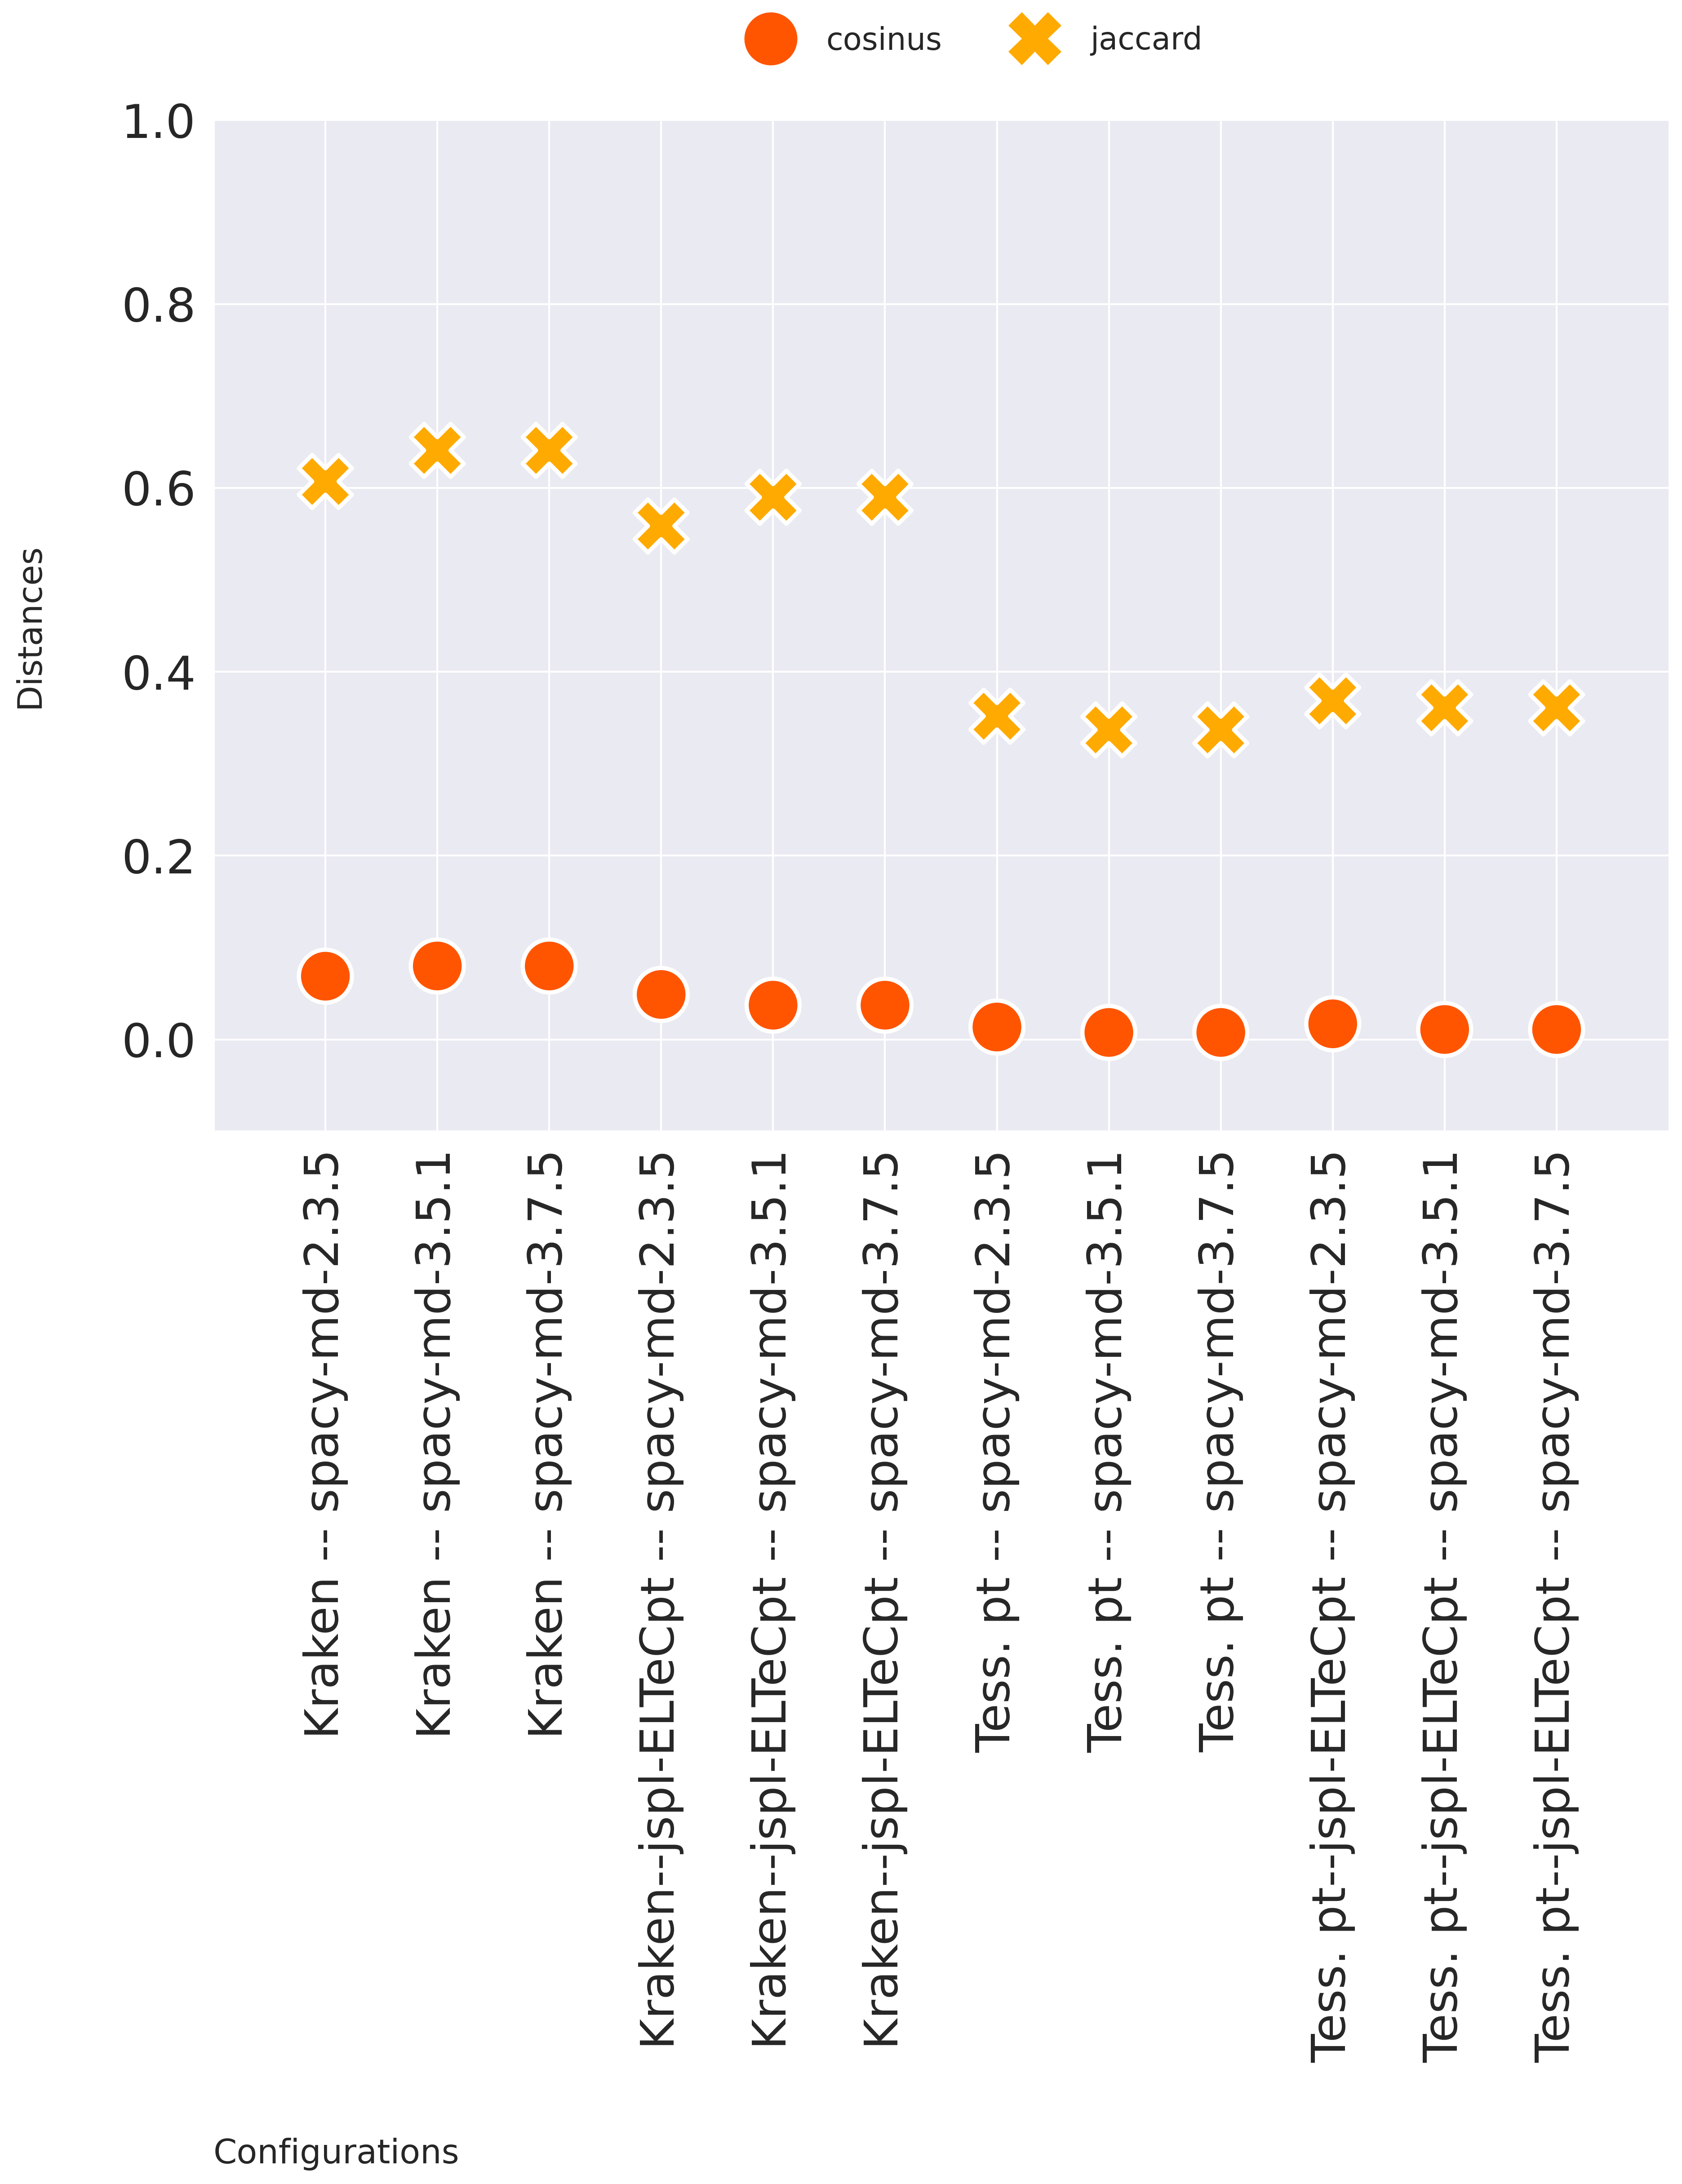 cosinus jaccard
1.0
0.8
0.6
0.4
0.2
0.0
Distances
Kraken -- spacy-md-2.3.5
Kraken -- spacy-md-3.5.1
Kraken -- spacy-md-3.7.5
Kraken--jspl-ELTeCpt -- spacy-md-2.3.5
Kraken--jspl-ELTeCpt -- spacy-md-3.5.1
Kraken--jspl-ELTeCpt -- spacy-md-3.7.5
Tess. pt -- spacy-md-2.3.5
Tess. pt -- spacy-md-3.5.1
Tess. pt -- spacy-md-3.7.5
Tess. pt--jspl-ELTeCpt -- spacy-md-2.3.5
Tess. pt--jspl-ELTeCpt -- spacy-md-3.5.1
Tess. pt--jspl-ELTeCpt -- spacy-md-3.7.5
Configurations